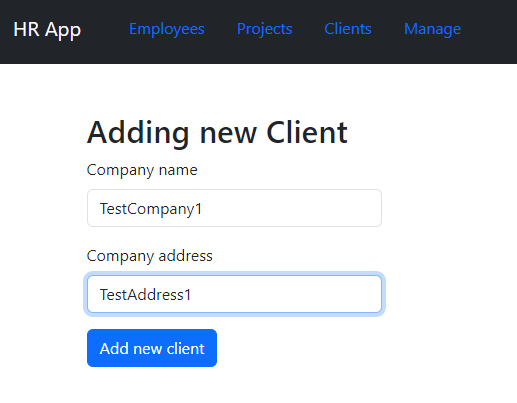 HR App Employees Projects Clients Manage
Adding new Client
Company name
TestCompany1
Company address
TestAddress1
Add new client